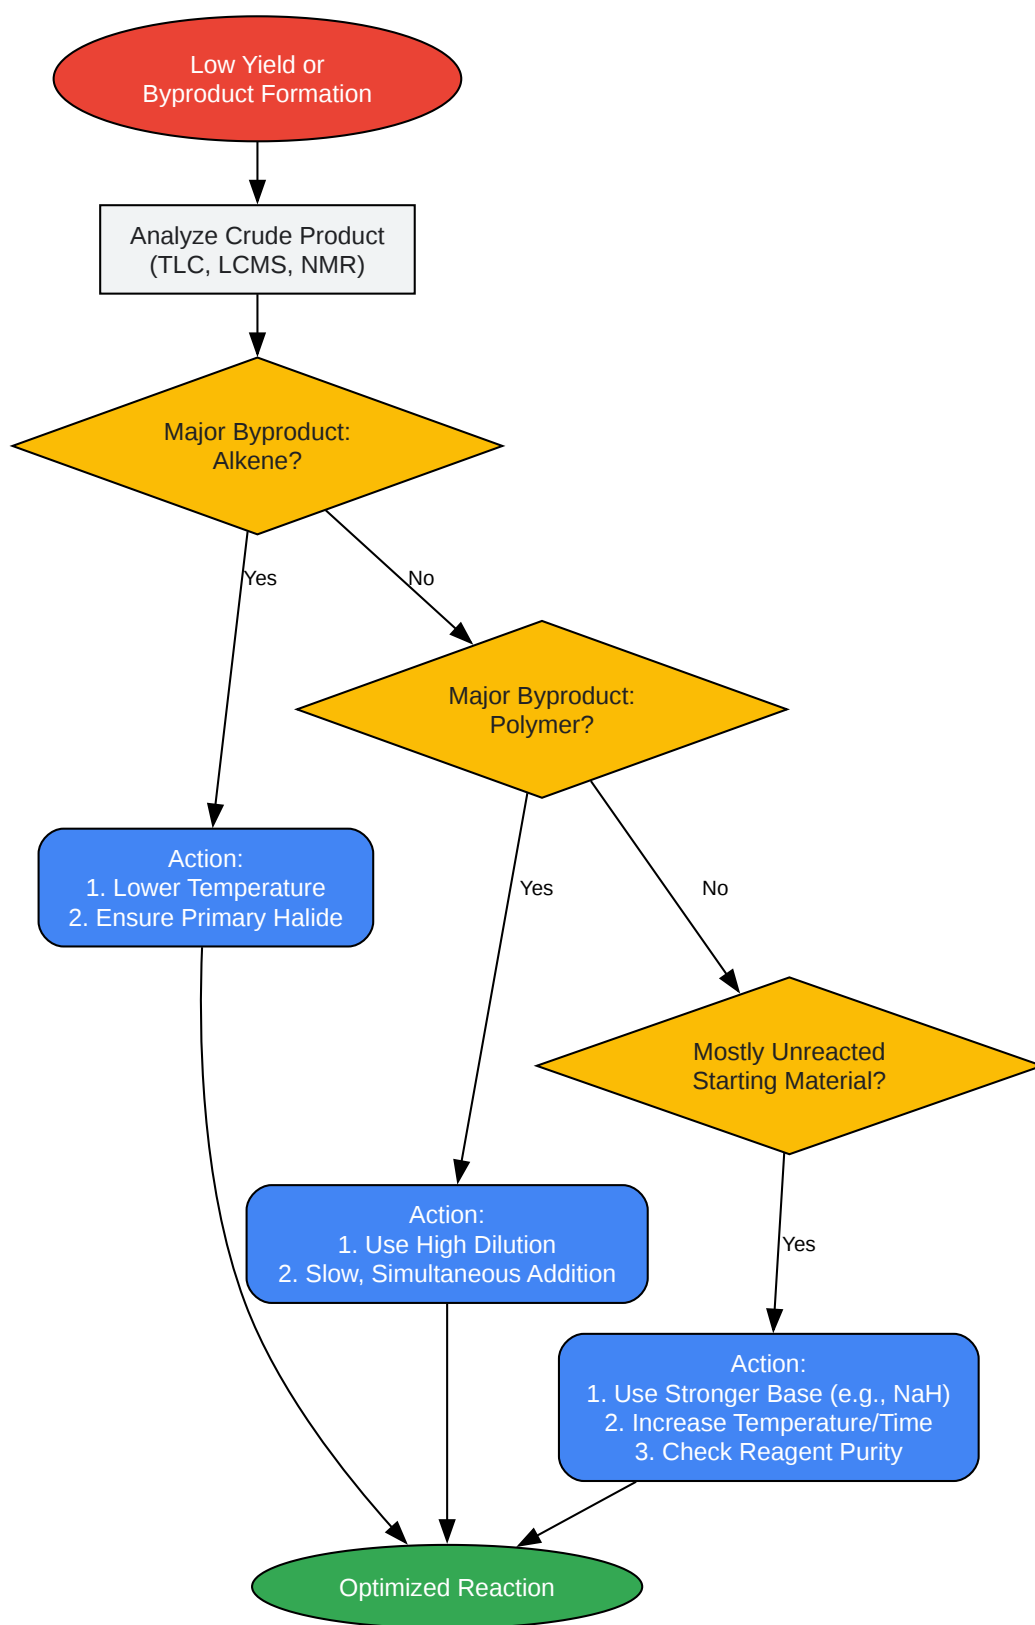 Low Yield or
Byproduct Formation
Analyze Crude Product
(TLC, LCMS, NMR)
Major Byproduct:
Alkene?
Yes
No
Major Byproduct:
Polymer?
Action:
1. Lower Temperature
2. Ensure Primary Halide
Yes
No
Mostly Unreacted
Starting Material?
Action:
1. Use High Dilution
2. Slow, Simultaneous Addition
Yes
Action:
1. Use Stronger Base (e.g., NaH)
2. Increase Temperature/Time
3. Check Reagent Purity
Optimized Reaction